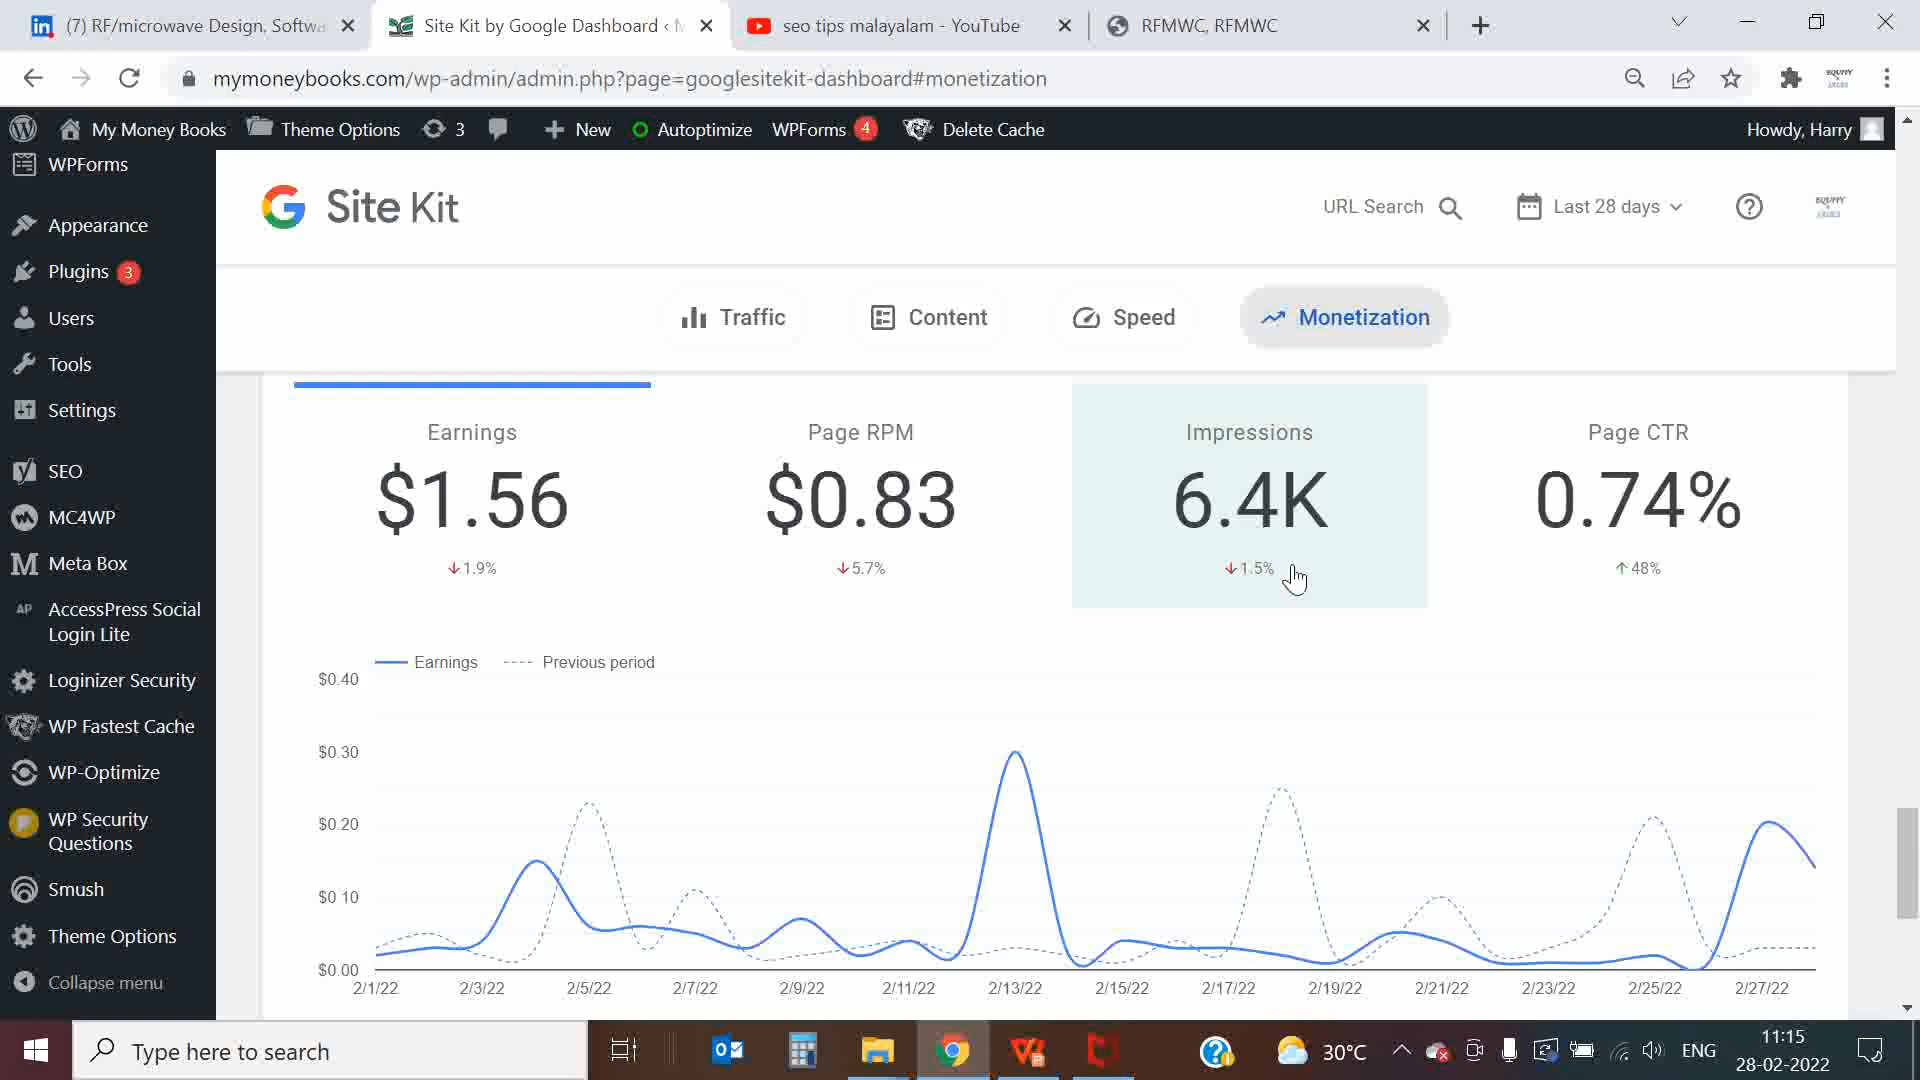 (7) RF/microwave Design, Softwa
Site Kit by Google Dashboard ‹ M
seo tips malayalam - YouTube
RFMWC, RFMWC
mymoneybooks.com/wp-admin/admin.php?page=googlesitekit-dashboard#monetization
My Money Books
Theme Options
3
New
Autoptimize
WPForms 4
Delete Cache
Howdy, Harry
WPForms
Appearance
Plugins 3
Users
Tools
Settings
SEO
MC4WP
Meta Box
AccessPress Social
Login Lite
Loginizer Security
WP Fastest Cache
WP-Optimize
WP Security
Questions
Smush
Theme Options
Collapse menu
Site Kit
URL Search
Last 28 days
Traffic
Content
Speed
Monetization
Earnings
$1.56
1.9%
Page RPM
$0.83
5.7%
Impressions
6.4K
1.5%
Page CTR
0.74%
48%
Earnings
Previous period
$0.40
$0.30
$0.20
$0 10
$0.00
2/1/22
2/3/22
2/5/22
2/7/22
2/9/22
2/11/22
2/13/22
2/15/22
2/17/22
2/19/22
2/21/22
2/23/22
2/25/22
2/27/22
Type here to search
30°C
ENG
11:15
28-02-2022